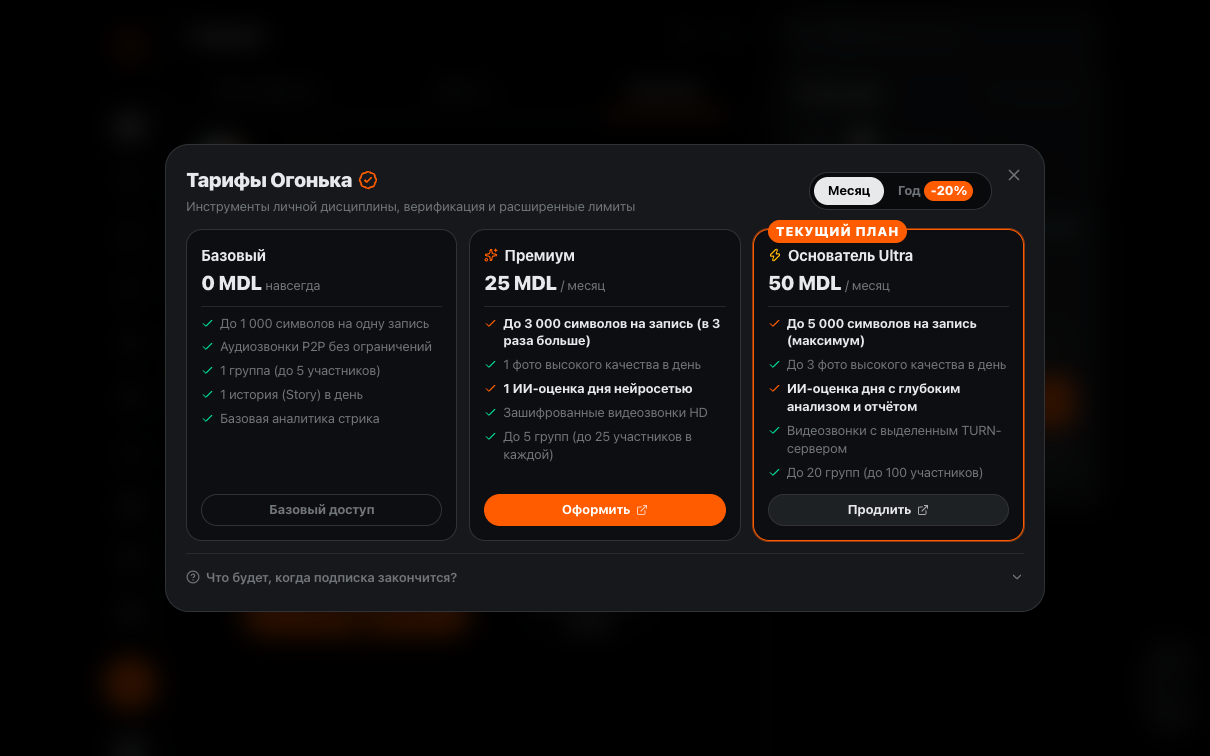 Тарифы Огонька
Инструменты личной дисциплины, верификация и расширенные лимиты
Месяц
Год -20%
Базовый
0 MDL навсегда
До 1 000 символов на одну запись
Аудиозвонки P2P без ограничений
1 группа (до 5 участников)
1 история (Story) в день
Базовая аналитика стрика
Базовый доступ
Премиум
25 MDL / месяц
До 3 000 символов на запись (в 3
раза больше)
1 фото высокого качества в день
1 ИИ-оценка дня нейросетью
Зашифрованные видеозвонки HD
До 5 групп (до 25 участников в
каждой)
Оформить
ТЕКУЩИЙ ПЛАН
Основатель Ultra
50 MDL / месяц
До 5 000 символов на запись
(максимум)
До 3 фото высокого качества в день
ИИ-оценка дня с глубоким
анализом и отчётом
Видеозвонки с выделенным TURN-
сервером
До 20 групп (до 100 участников)
Продлить
Что будет, когда подписка закончится?